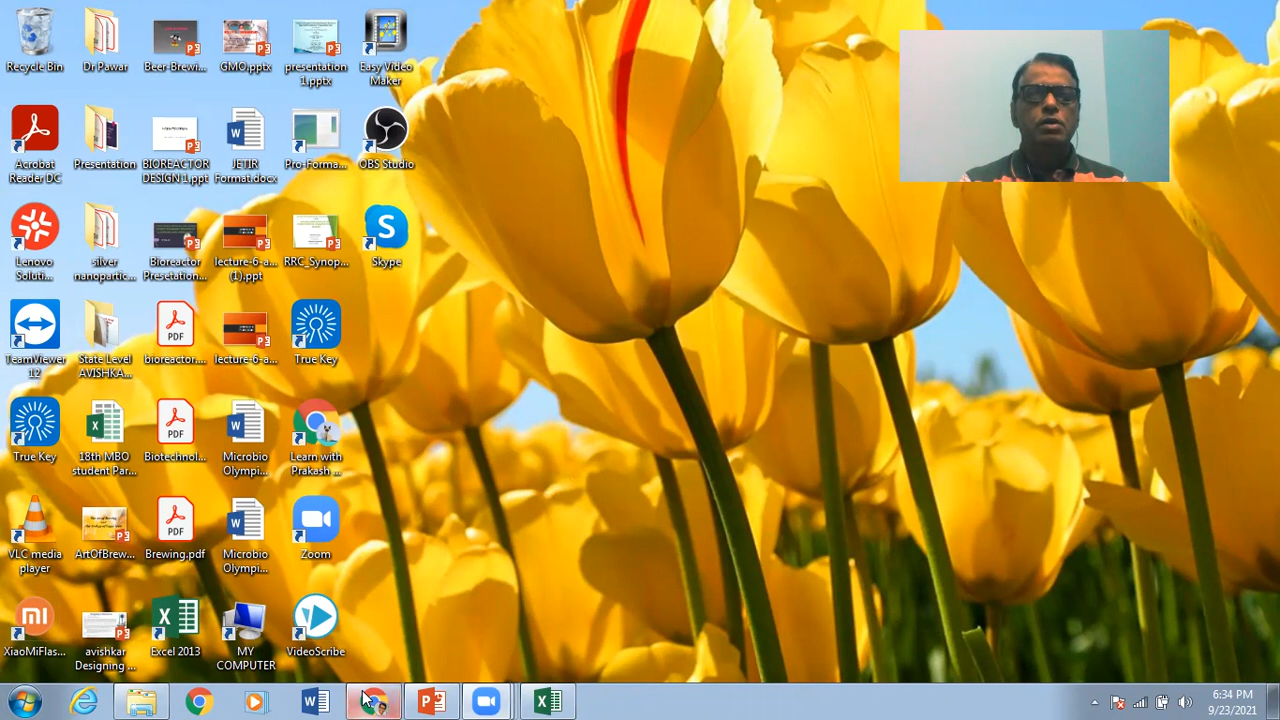 Recycle Bin
Dr Pawar
Beer-Brewi...
GMO.pptx
presentation
1.pptx
Easy Video
Maker
Acrobat
Reader DC
Presentation
BIOREACTOR
DESIGN 1.ppt
JETIR
Format.docx
Pro-Forma...
OBS Studio
Lenovo
Soluti...
silver
nanopartic...
Bioreactor
Presetation...
lecture-6-a...
(1).ppt
RRC_Synop...
Skype
TeamViewer
12
State Level
AVISHKA...
PDF
bioreactor....
lecture-6-a...
True Key
True Key
18th MBO
student Par...
PDF
Biotechnol...
Microbio
Olympi...
Learn with
Prakash ...
VLC media
player
ArtOfBrew...
PDF
Brewing.pdf
Microbio
Olympi...
Zoom
XiaoMiFlas...
avishkar
Designing ...
Excel 2013
MY
COMPUTER
VideoScribe
6:34 PM
9/23/2021